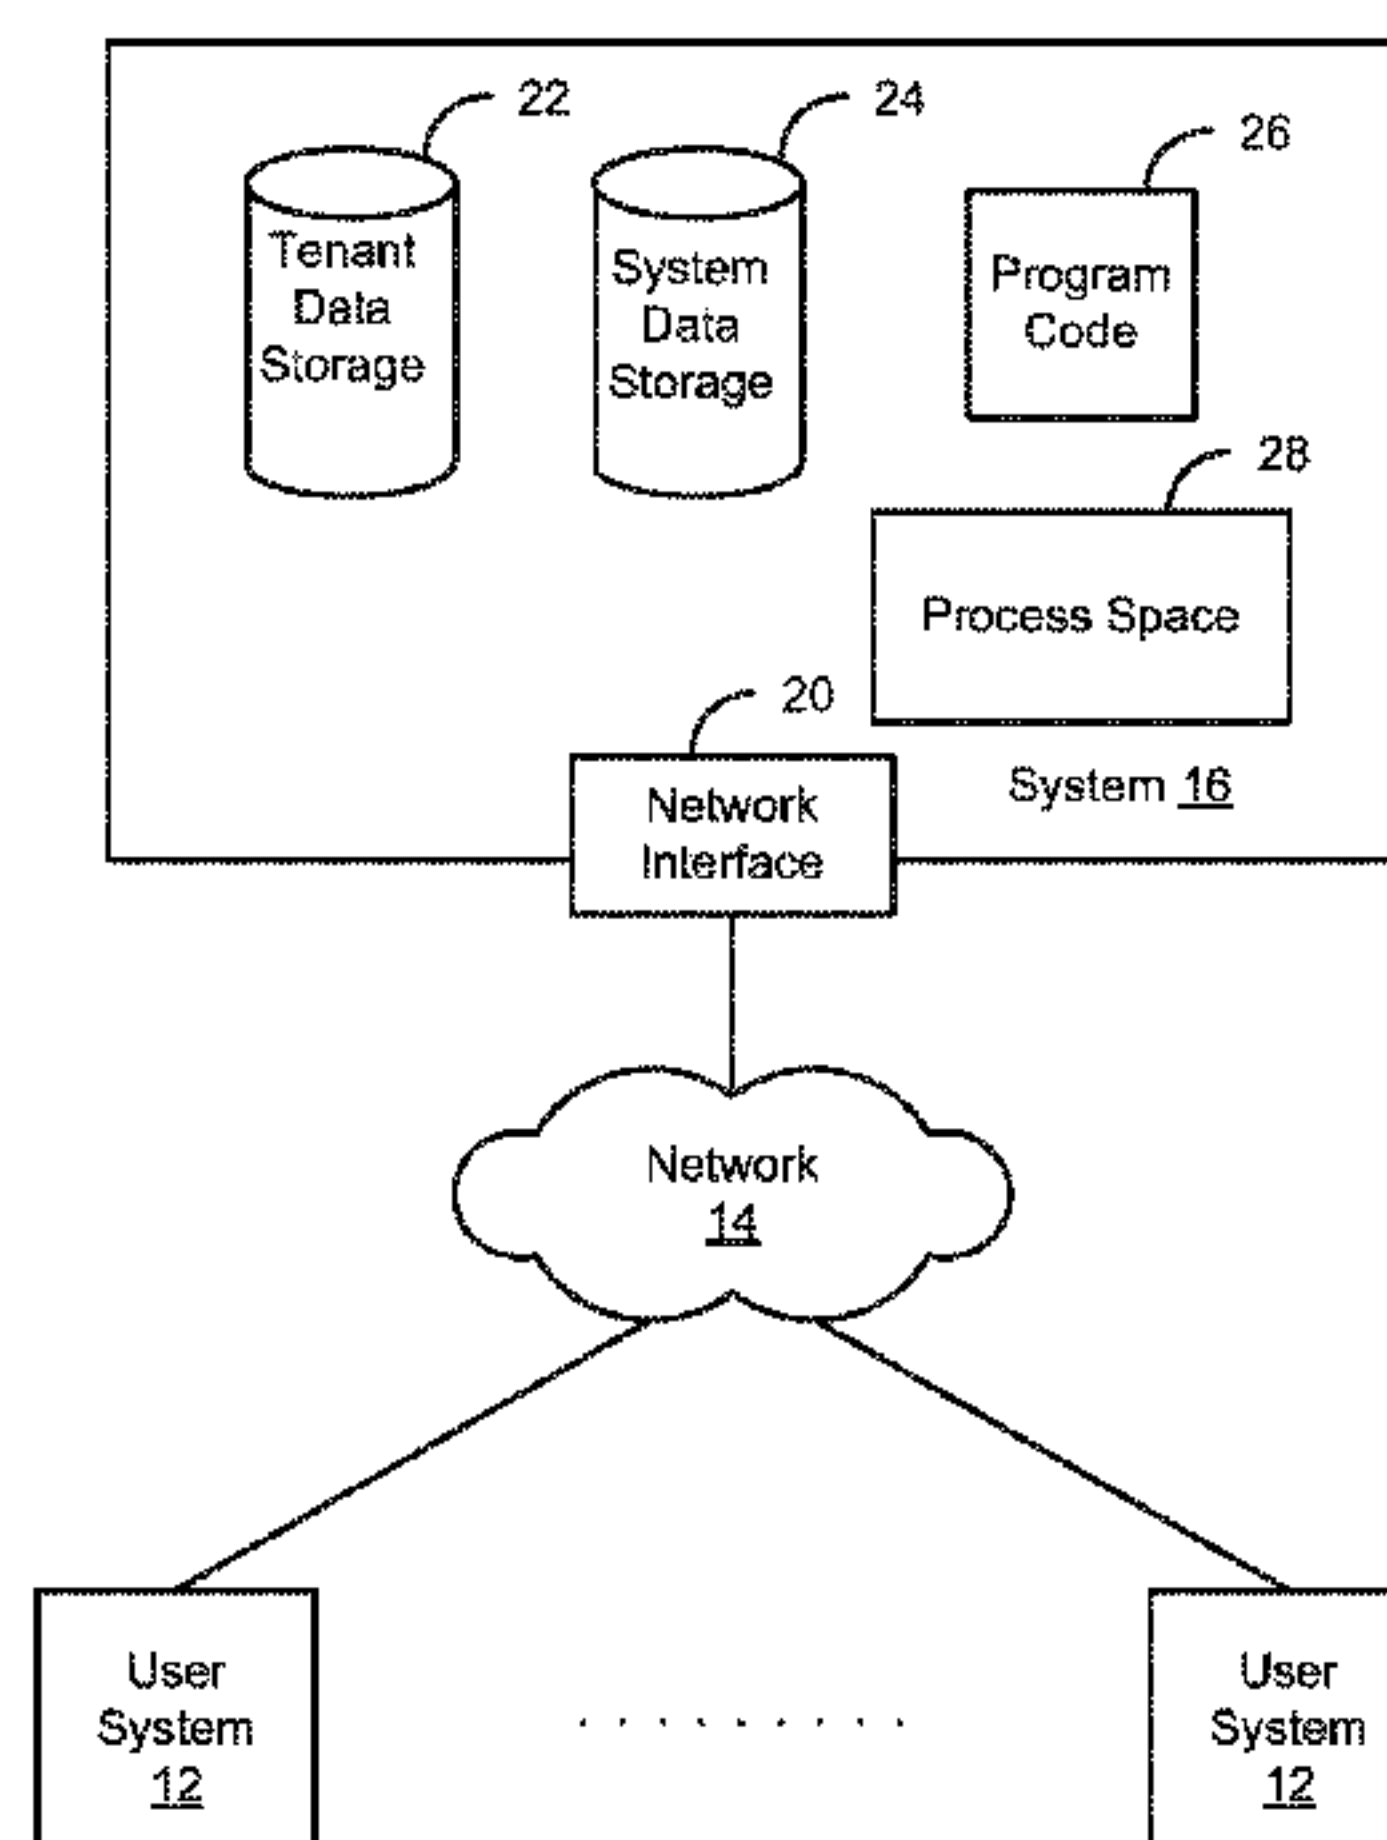 22
24
26
Tenant
Data
Storage
System
Data
Storage
Program
Code
28
Process Space
20
System 16
Network
Interface
Network
14
User
System
12
User
System
12